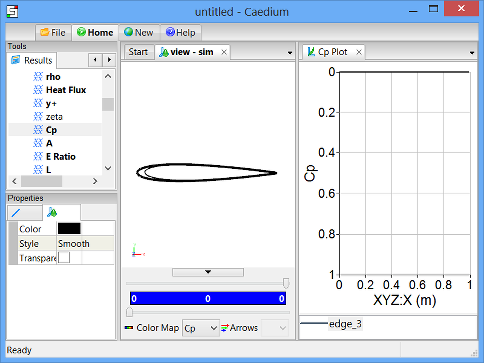 untitled - Caedium
File Home New Help
Tools
Results
rho
Heat Flux
y+
zeta
Cp
A
E Ratio
L
Properties
Color
Style Smooth
Transpare
Start view - sim
0 0 0
Color Map Cp Arrows
Cp Plot
0
0.2
0.4
0.6
0.8
1
Cp
0 0.2 0.4 0.6 0.8 1
XYZ:X (m)
edge_3
Ready